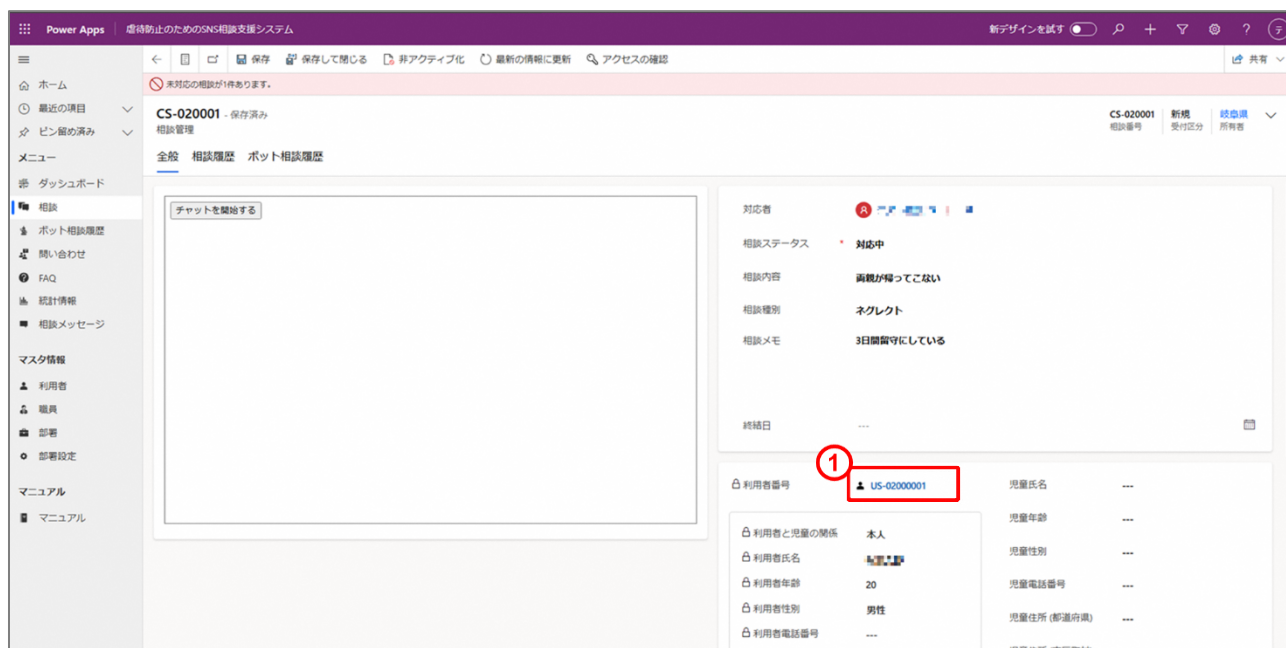 Power Apps 虐待防止のためのSNS相談支援システム 新デザインを試す
保存 保存して閉じる 非アクティブ化 最新の情報に更新 アクセスの確認 共有
未対応の相談が1件あります。
ホーム
最近の項目
ピン留め済み
メニュー
ダッシュボード
相談
ボット相談履歴
問い合わせ
FAQ
統計情報
相談メッセージ
マスタ情報
利用者
職員
部署
部署設定
マニュアル
マニュアル
CS-020001 - 保存済み
相談管理
CS-020001 新規 岐阜県
相談番号 受付区分 所有者
全般 相談履歴 ボット相談履歴
チャットを開始する
対応者
相談ステータス * 対応中
相談内容 両親が帰ってこない
相談種別 ネグレクト
相談メモ 3日間留守にしている
終結日 ---
1
利用者番号 US-02000001
利用者と児童の関係 本人
利用者氏名
利用者年齢 20
利用者性別 男性
利用者電話番号 ---
児童氏名 ---
児童年齢 ---
児童性別 ---
児童電話番号 ---
児童住所 (都道府県) ---